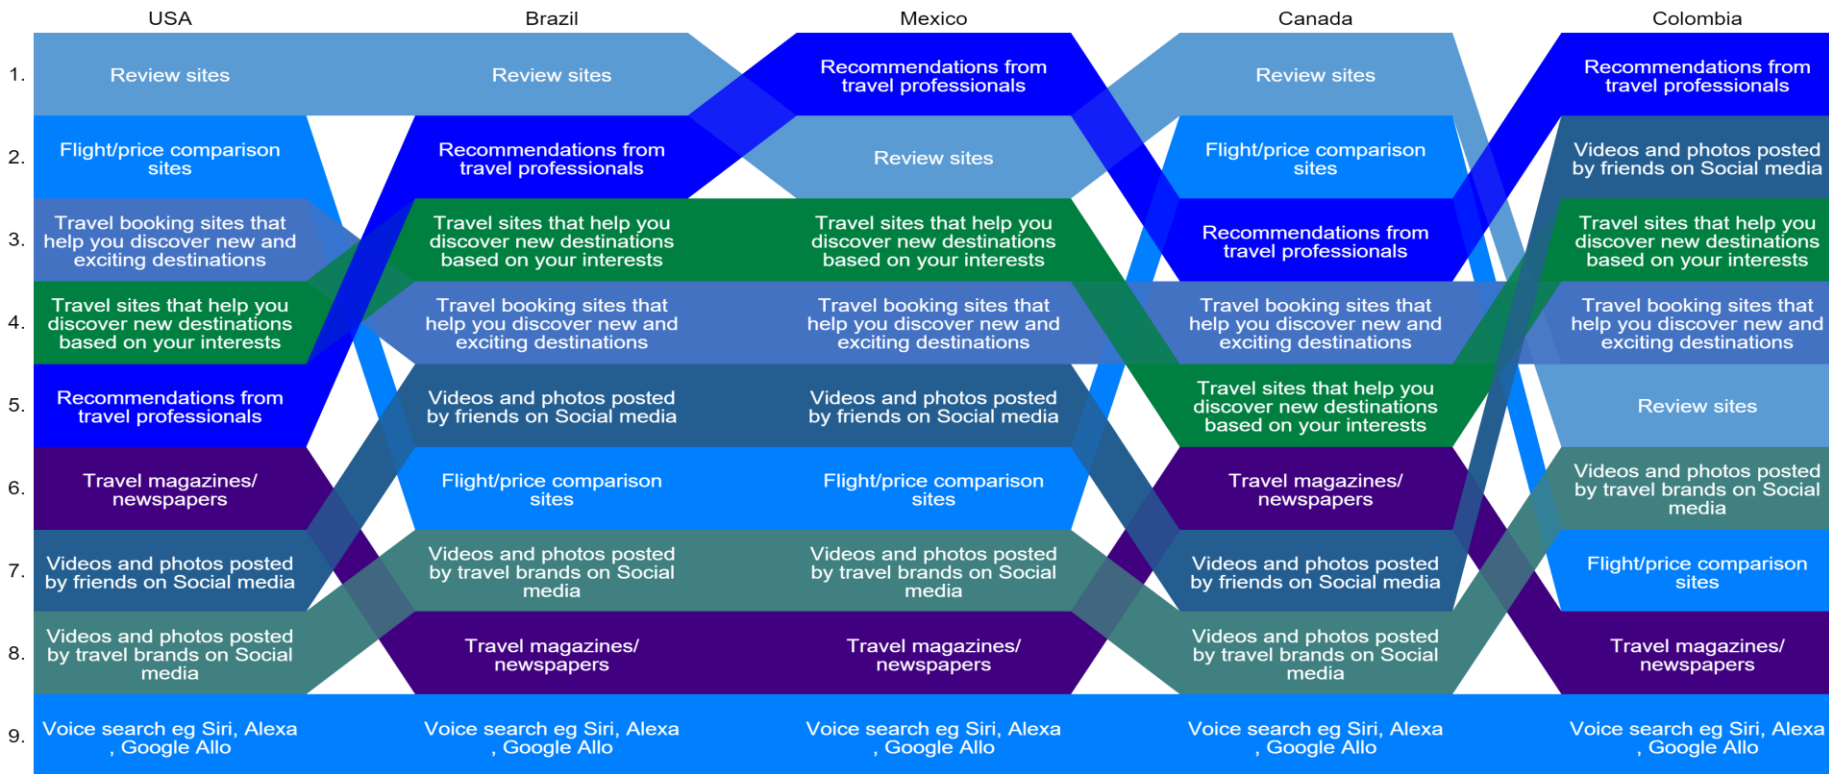 USA
Brazil
Mexico
Canada
Colombia
1.
Review sites
Review sites
Recommendations from
travel professionals
Review sites
Recommendations from
travel professionals
2.
Flight/price comparison
sites
Recommendations from
travel professionals
Review sites
Flight/price comparison
sites
Videos and photos posted
by friends on Social media
3.
Travel booking sites that
help you discover new and
exciting destinations
Travel sites that help you
discover new destinations
based on your interests
Travel sites that help you
discover new destinations
based on your interests
Recommendations from
travel professionals
Travel sites that help you
discover new destinations
based on your interests
4.
Travel sites that help you
discover new destinations
based on your interests
Travel booking sites that
help you discover new and
exciting destinations
Travel booking sites that
help you discover new and
exciting destinations
Travel booking sites that
help you discover new and
exciting destinations
Travel booking sites that
help you discover new and
exciting destinations
5.
Recommendations from
travel professionals
Videos and photos posted
by friends on Social media
Videos and photos posted
by friends on Social media
Travel sites that help you
discover new destinations
based on your interests
Review sites
6.
Travel magazines/
newspapers
Flight/price comparison
sites
Flight/price comparison
sites
Travel magazines/
newspapers
Videos and photos posted
by travel brands on Social
media
7.
Videos and photos posted
by friends on Social media
Videos and photos posted
by travel brands on Social
media
Videos and photos posted
by travel brands on Social
media
Videos and photos posted
by friends on Social media
Flight/price comparison
sites
8.
Videos and photos posted
by travel brands on Social
media
Travel magazines/
newspapers
Travel magazines/
newspapers
Videos and photos posted
by travel brands on Social
media
Travel magazines/
newspapers
9.
Voice search eg Siri, Alexa
, Google Allo
Voice search eg Siri, Alexa
, Google Allo
Voice search eg Siri, Alexa
, Google Allo
Voice search eg Siri, Alexa
, Google Allo
Voice search eg Siri, Alexa
, Google Allo